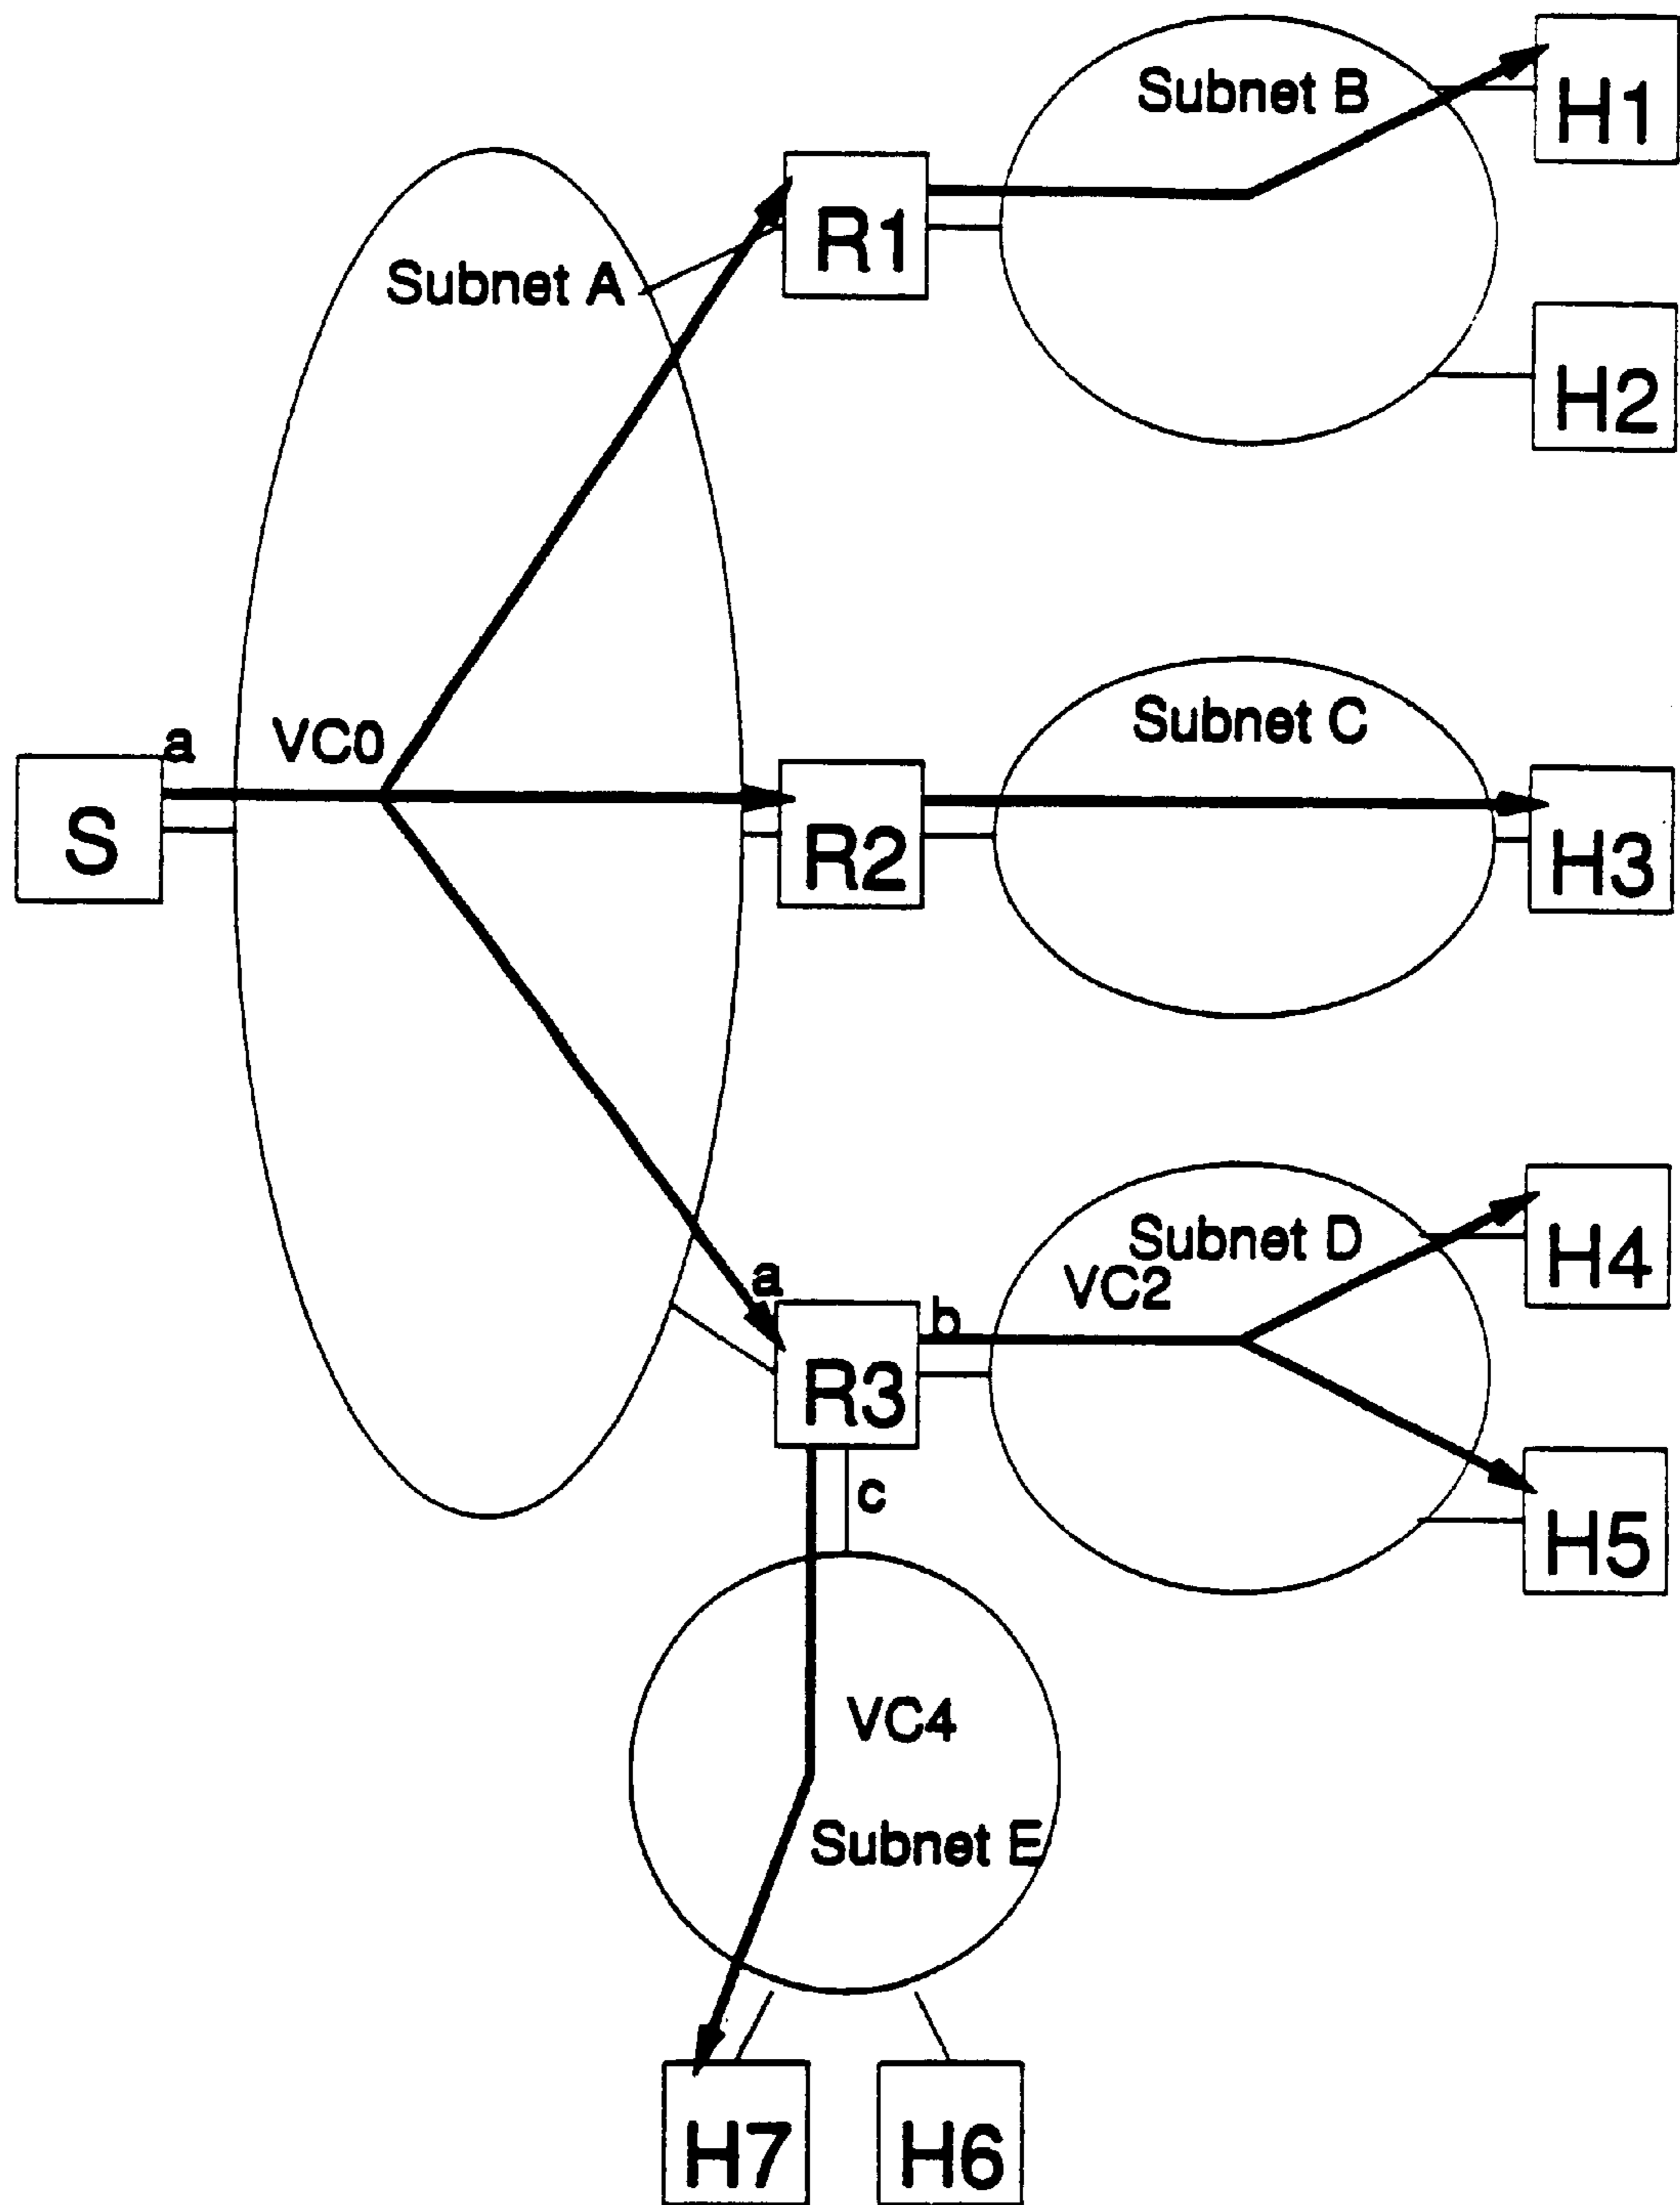 Subnet B
H1
R1
Subnet A
H2
Subnet C
a
VC0
S
R2
H3
Subnet D
H4
a
VC2
b
R3
c
H5
VC4
Subnet E
H7
H6